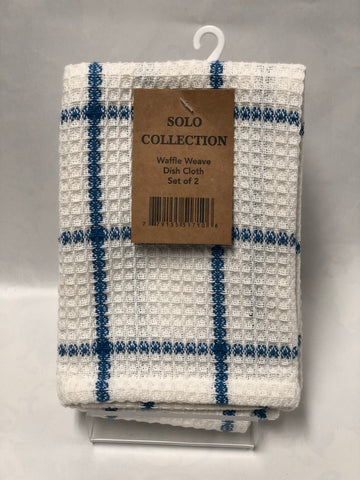 SOLO
COLLECTION
Waffle Weave
Dish Cloth
Set of 2